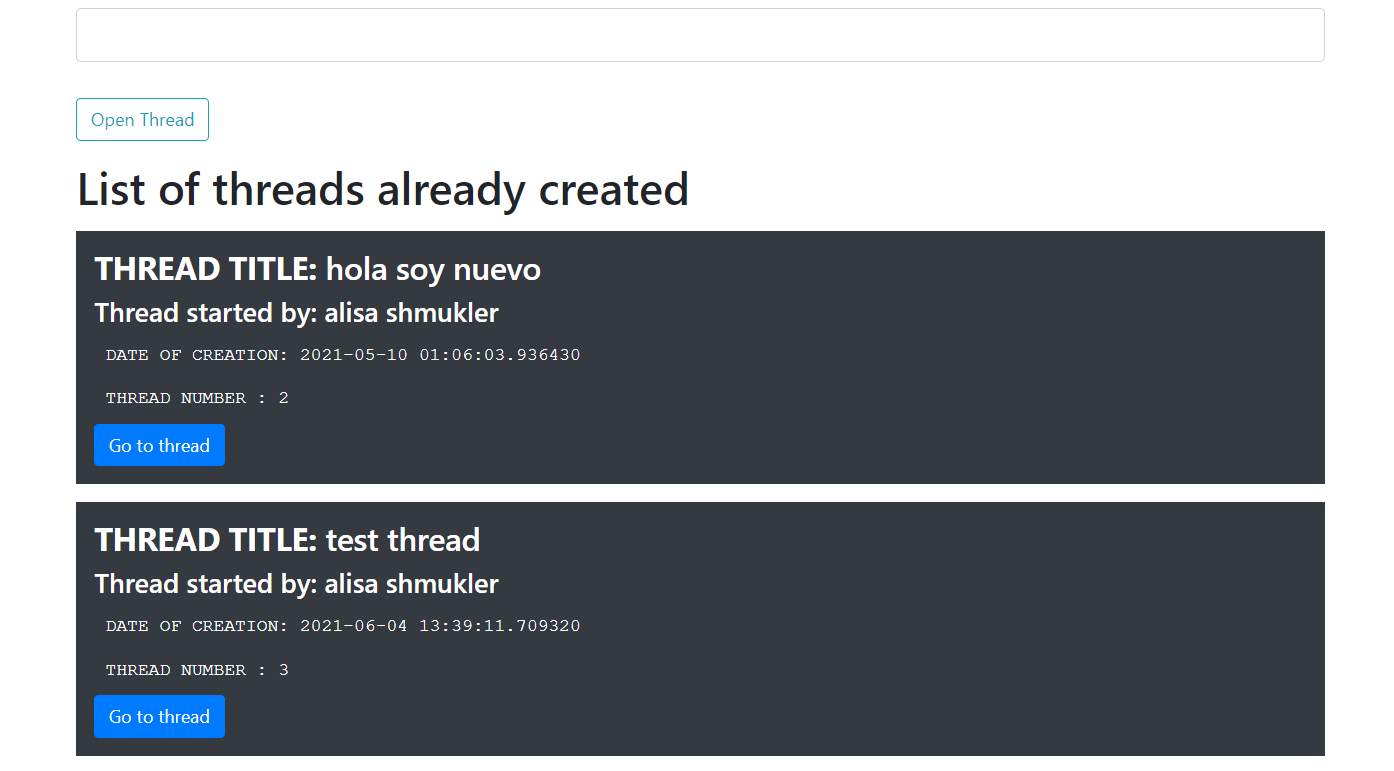 Open Thread
List of threads already created
THREAD TITLE: hola soy nuevo
Thread started by: alisa shmukler
DATE OF CREATION: 2021-05-10 01:06:03.936430
THREAD NUMBER : 2
Go to thread
THREAD TITLE: test thread
Thread started by: alisa shmukler
DATE OF CREATION: 2021-06-04 13:39:11.709320
THREAD NUMBER : 3
Go to thread